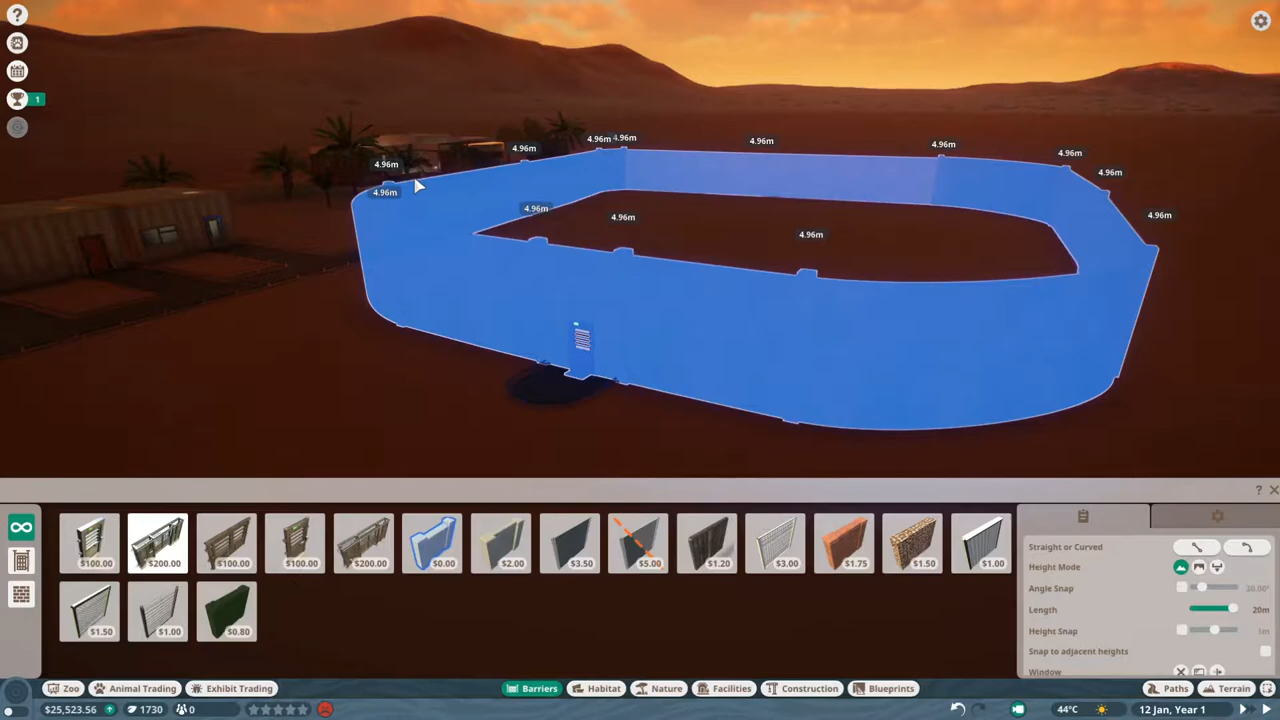 ?
1
4.96m 4.96m
4.96m
4.96m
4.96m
4.96m
4.96m
4.96m
4.96m
4.96m
4.96m
4.96m
4.96m
4.96m
? ×
$100.00 $200.00 $100.00 $100.00 $200.00 $0.00 $2.00 $3.50 $5.00 $1.20 $3.00 $1.75 $1.50 $1.00
$1.50 $1.00 $0.80
Straight or Curved
Height Mode
Angle Snap 30.00°
Length 20m
Height Snap 1m
Snap to adjacent heights
Window
Zoo Animal Trading Exhibit Trading Barriers Habitat Nature Facilities Construction Blueprints Paths Terrain
$25,523.56 1730 0 44°C 12 Jan, Year 1